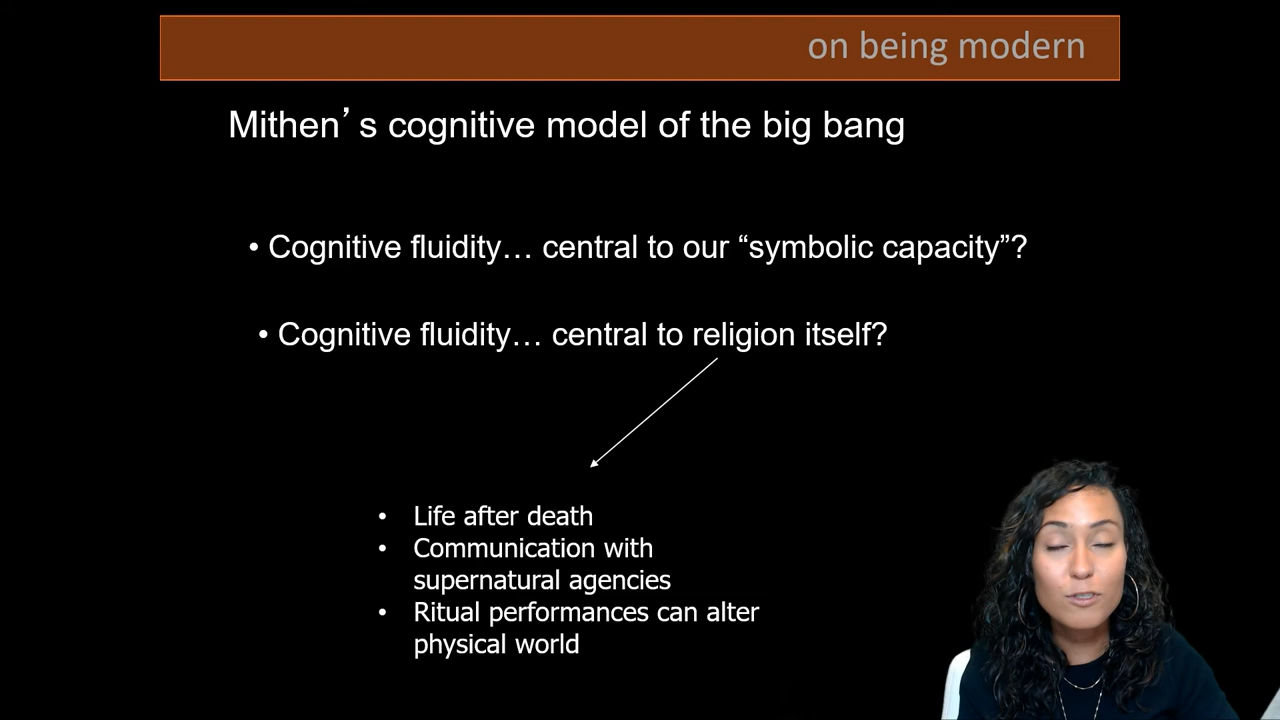 on being modern
Mithen’s cognitive model of the big bang
• Cognitive fluidity… central to our “symbolic capacity”?
• Cognitive fluidity… central to religion itself?
• Life after death
• Communication with
supernatural agencies
• Ritual performances can alter
physical world